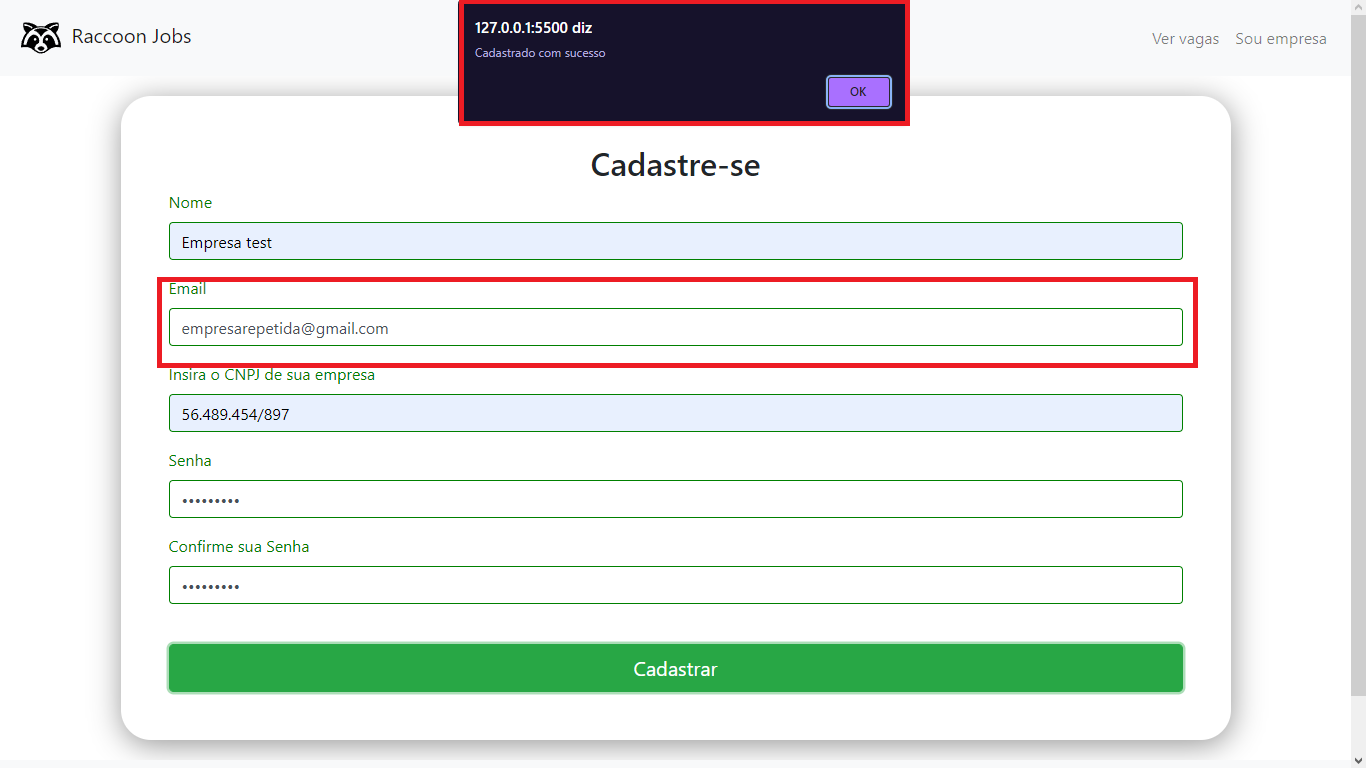 Raccoon Jobs
127.0.0.1:5500 diz
Cadastrado com sucesso
OK
Ver vagas Sou empresa
Cadastre-se
Nome
Empresa test
Email
empresarepetida@gmail.com
Insira o CNPJ de sua empresa
56.489.454/897
Senha
•••••••••
Confirme sua Senha
•••••••••
Cadastrar